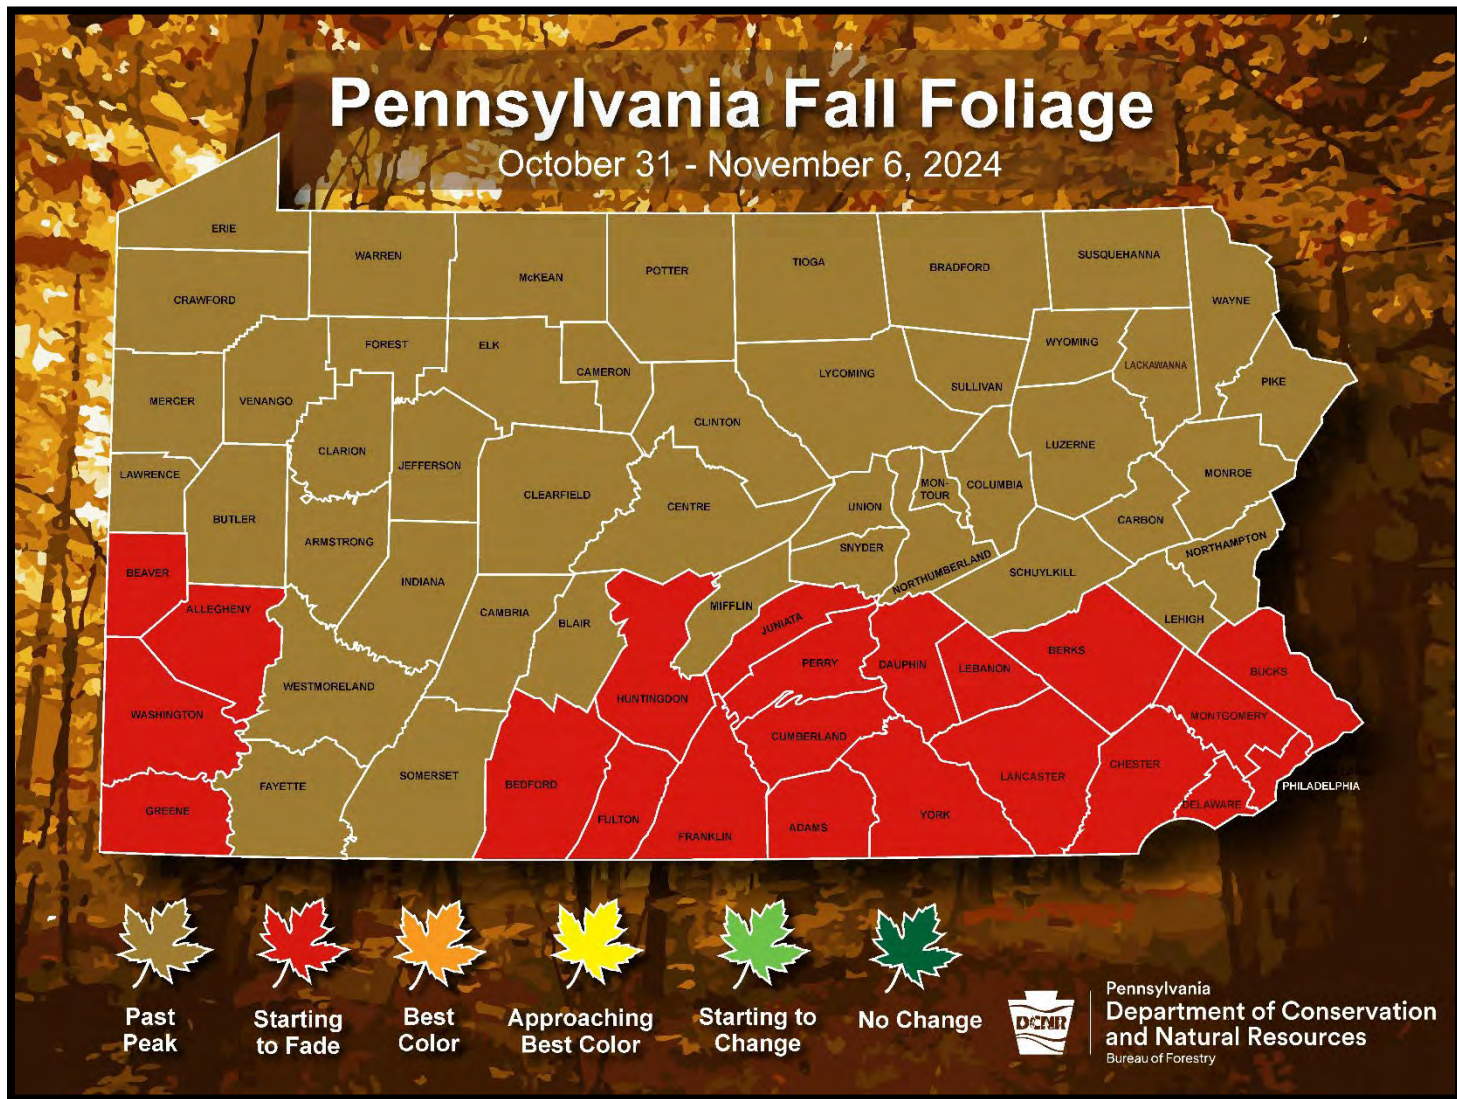 Pennsylvania Fall Foliage
October 31 - November 6, 2024
ERIE
WARREN
McKEAN
POTTER
TIOGA
BRADFORD
SUSQUEHANNA
WAYNE
CRAWFORD
FOREST
ELK
CAMERON
LYCOMING
SULLIVAN
WYOMING
LACKAWANNA
PIKE
MERCER
VENANGO
CLINTON
CLARION
JEFFERSON
LUZERNE
MONROE
LAWRENCE
BUTLER
CLEARFIELD
CENTRE
UNION
MON-
TOUR
COLUMBIA
CARBON
ARMSTRONG
SNYDER
NORTHUMBERLAND
SCHUYLKILL
NORTHAMPTON
BEAVER
ALLEGHENY
INDIANA
CAMBRIA
BLAIR
MIFFLIN
JUNIATA
LEHIGH
WESTMORELAND
HUNTINGDON
PERRY
DAUPHIN
LEBANON
BERKS
BUCKS
WASHINGTON
CUMBERLAND
MONTGOMERY
GREENE
FAYETTE
SOMERSET
BEDFORD
FULTON
FRANKLIN
ADAMS
YORK
LANCASTER
CHESTER
DELAWARE
PHILADELPHIA
Past
Peak
Starting
to Fade
Best
Color
Approaching
Best Color
Starting to
Change
No Change
DCNR
Pennsylvania
Department of Conservation
and Natural Resources
Bureau of Forestry